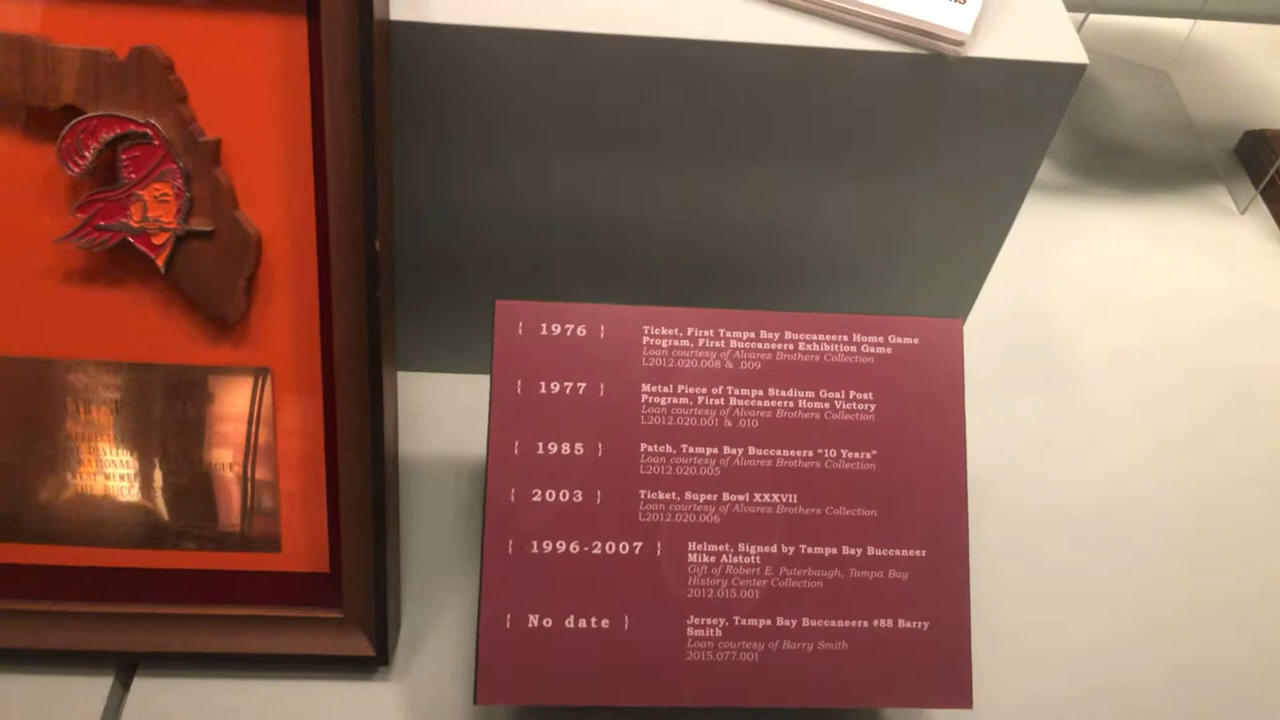 { 1976 }
Ticket, First Tampa Bay Buccaneers Home Game
Program, First Buccaneers Exhibition Game
Loan courtesy of Alvarez Brothers Collection
L2012.020.008 & .009
{ 1977 }
Metal Piece of Tampa Stadium Goal Post
Program, First Buccaneers Home Victory
Loan courtesy of Alvarez Brothers Collection
L2012.020.001 & .010
{ 1985 }
Patch, Tampa Bay Buccaneers "10 Years"
Loan courtesy of Alvarez Brothers Collection
L2012.020.005
{ 2003 }
Ticket, Super Bowl XXXVII
Loan courtesy of Alvarez Brothers Collection
L2012.020.006
{ 1996-2007 }
Helmet, Signed by Tampa Bay Buccaneer
Mike Alstott
Gift of Robert E. Puterbaugh, Tampa Bay
History Center Collection
2012.015.001
{ No date }
Jersey, Tampa Bay Buccaneers #88 Barry
Smith
Loan courtesy of Barry Smith
2015.077.001
NATIONAL
THE